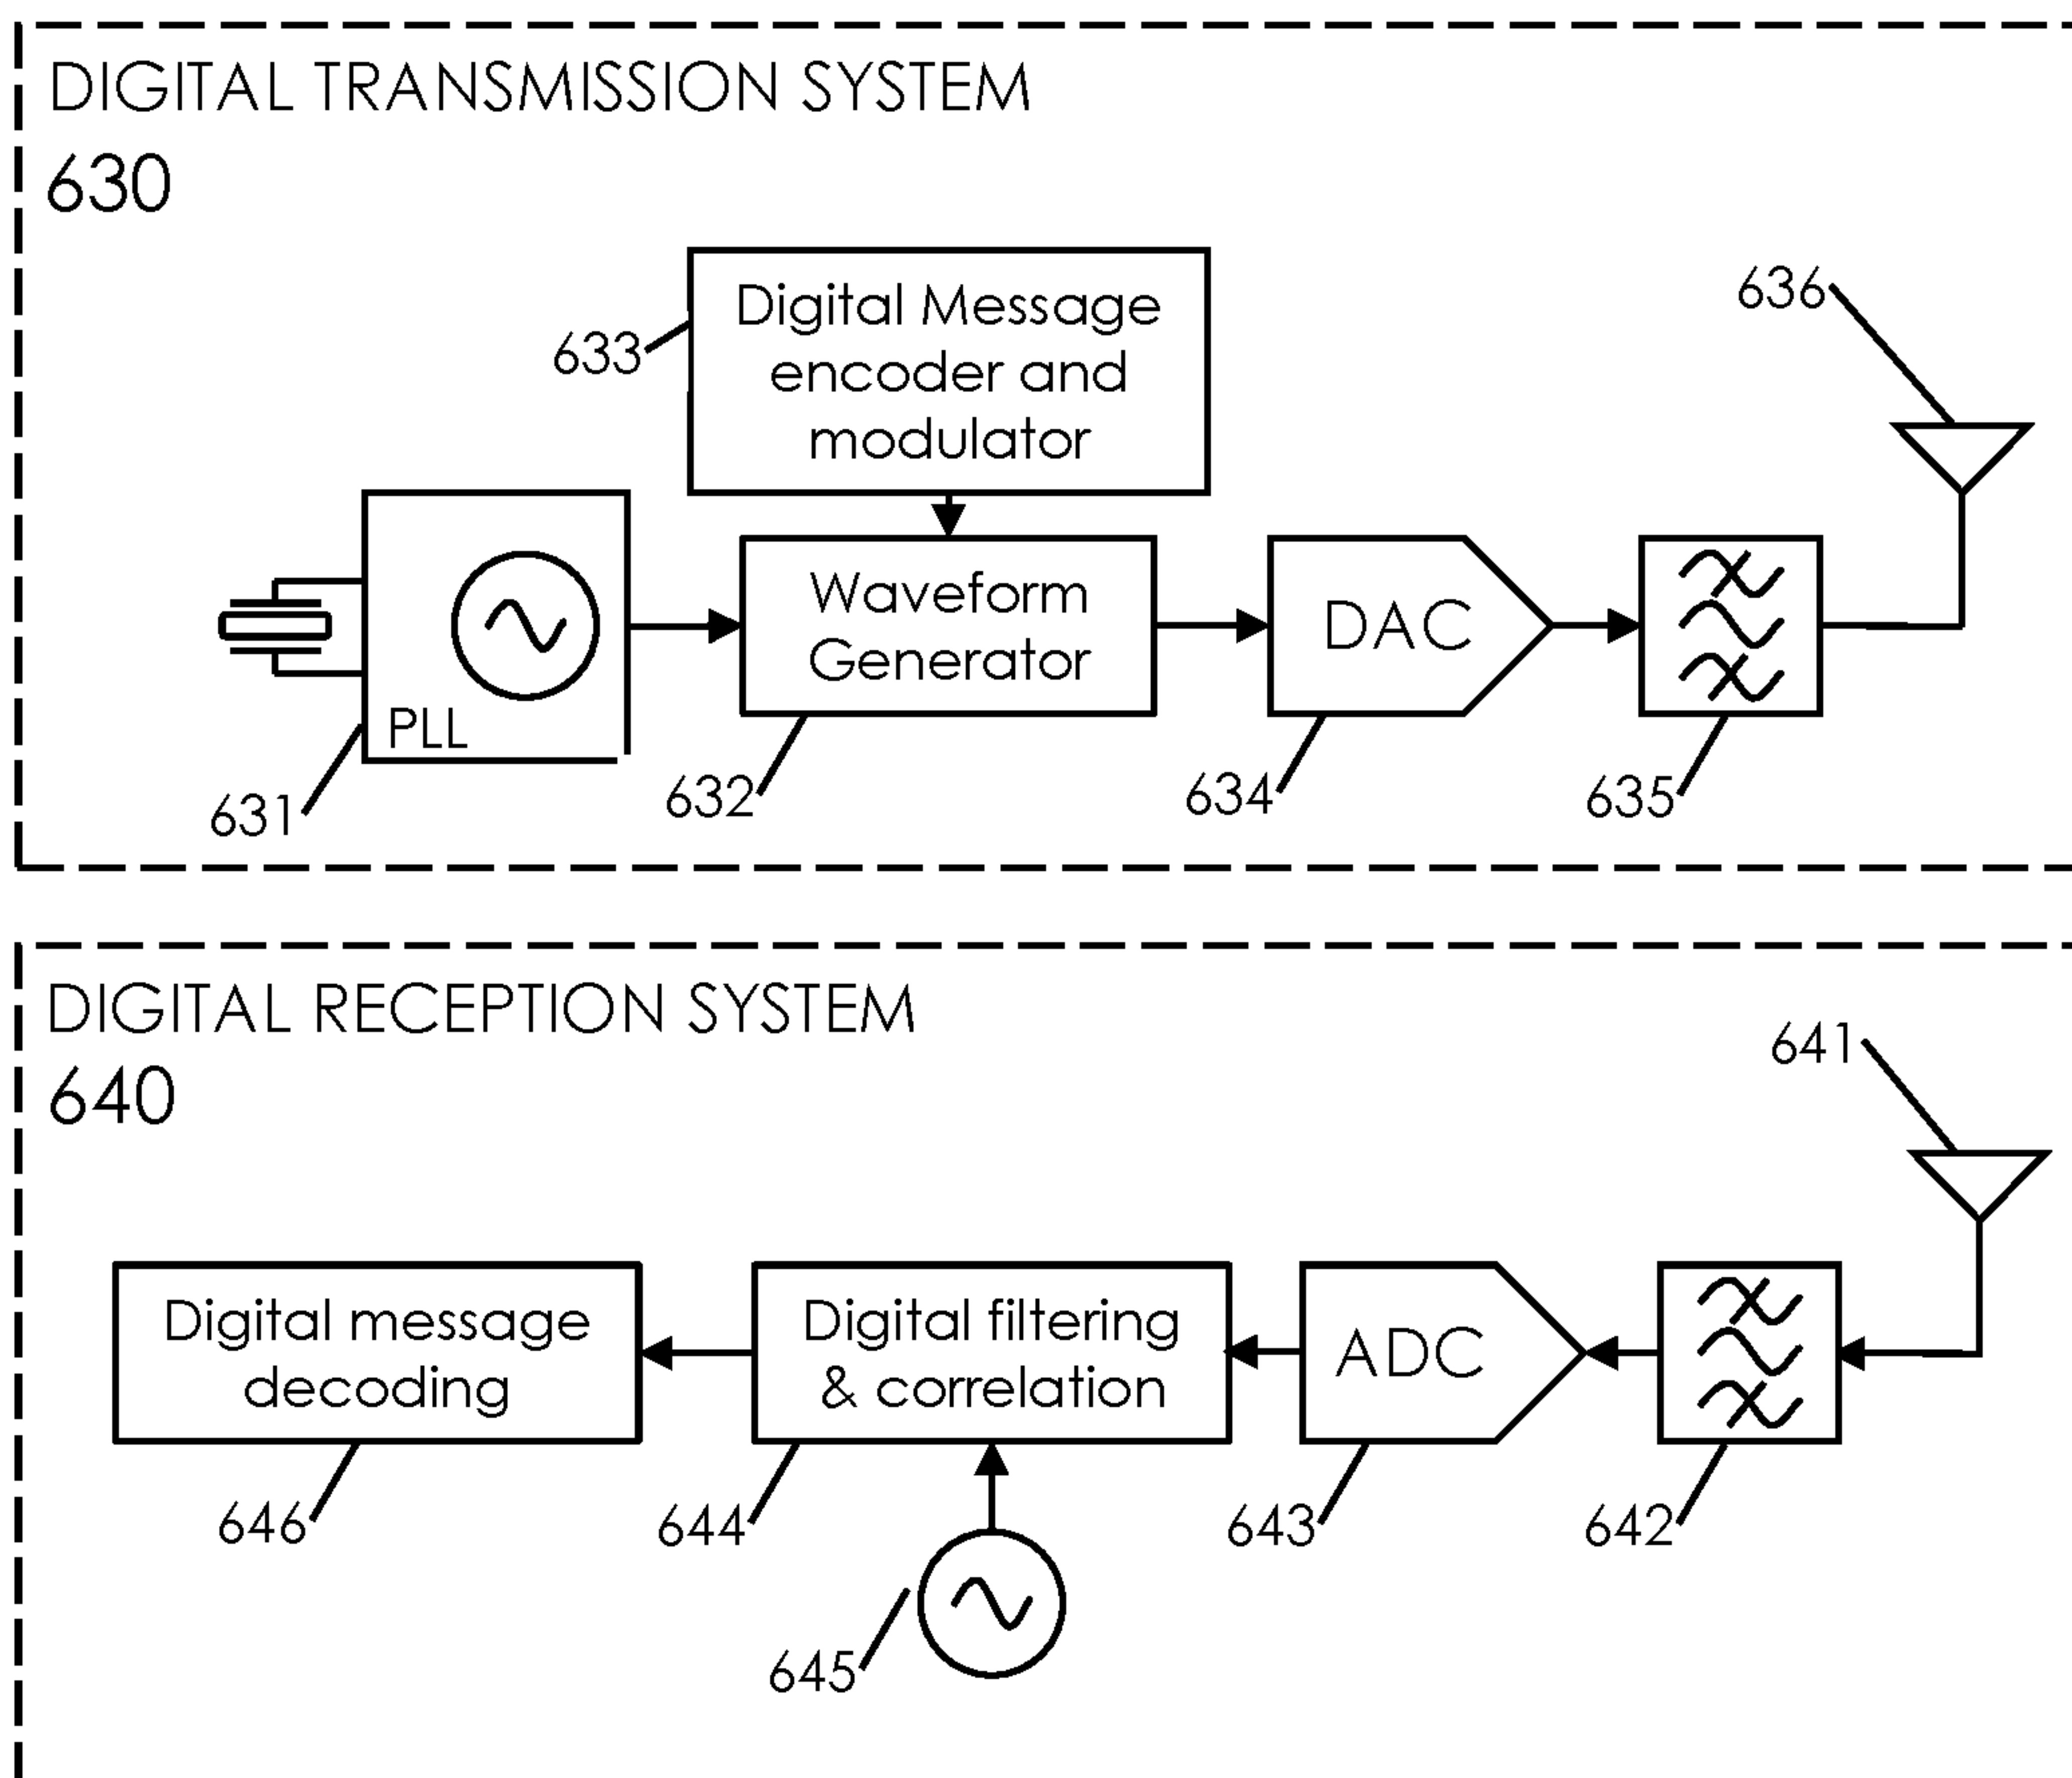 DIGITAL TRANSMISSION SYSTEM
630
Digital Message
encoder and
modulator
633
636
Waveform
Generator
DAC
PLL
631
632
634
635
DIGITAL RECEPTION SYSTEM
640
641
Digital message
decoding
Digital filtering
& correlation
ADC
646
644
643
642
645